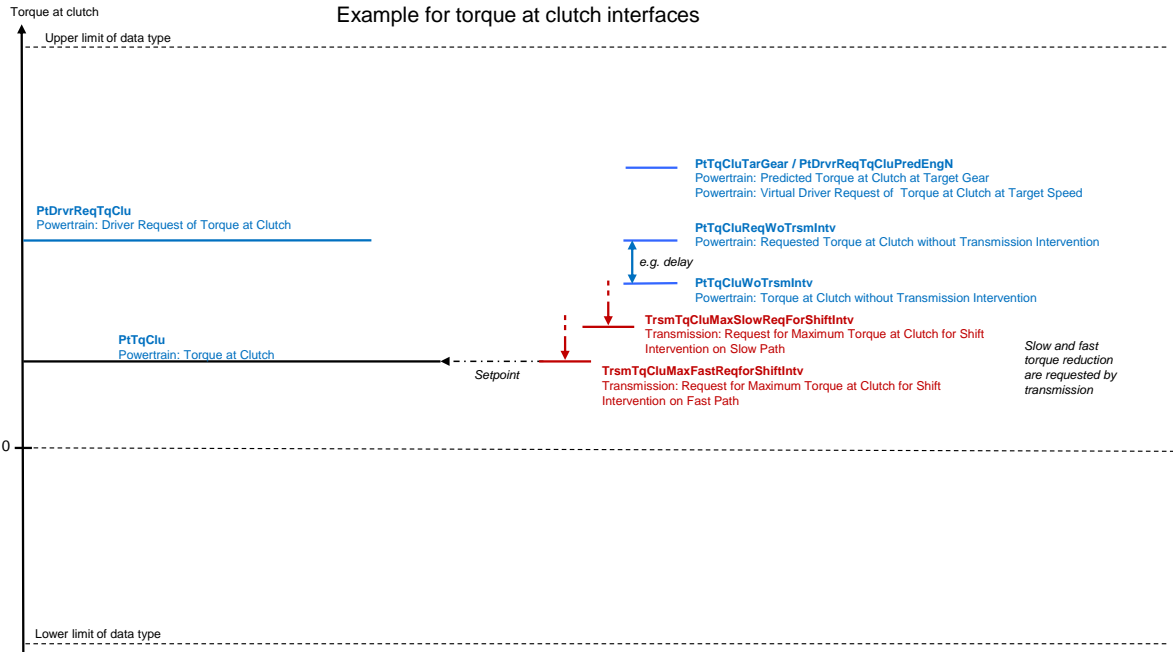 Example for torque at clutch interfaces
Torque at clutch
Upper limit of data type
PtTqCluTarGear / PtDrvrReqTqCluPredEngN
Powertrain: Predicted Torque at Clutch at Target Gear
Powertrain: Virtual Driver Request of Torque at Clutch at Target Speed
PtDrvrReqTqClu
Powertrain: Driver Request of Torque at Clutch
PtTqCluReqWoTrsmIntv
Powertrain: Requested Torque at Clutch without Transmission Intervention
e.g. delay
PtTqCluWoTrsmIntv
Powertrain: Torque at Clutch without Transmission Intervention
TrsmTqCluMaxSlowReqForShiftIntv
Transmission: Request for Maximum Torque at Clutch for Shift
Intervention on Slow Path
PtTqClu
Powertrain: Torque at Clutch
Setpoint
TrsmTqCluMaxFastReqforShiftIntv
Transmission: Request for Maximum Torque at Clutch for Shift
Intervention on Fast Path
Slow and fast
torque reduction
are requested by
transmission
0
Lower limit of data type